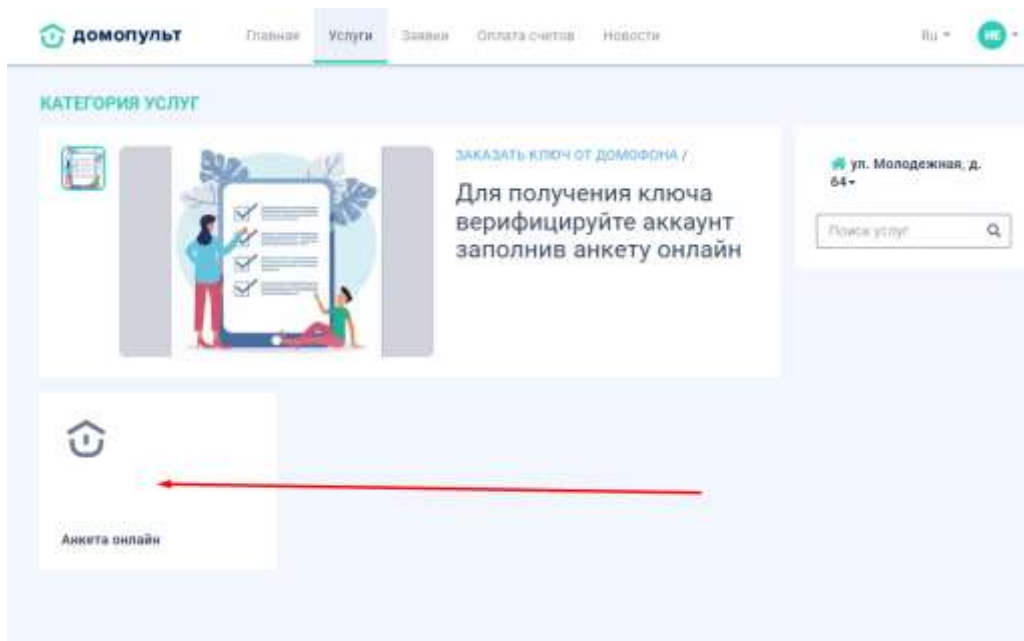 домопульт
Главная Услуги Заявки Оплата счетов Новости
Ru
НЕ
КАТЕГОРИЯ УСЛУГ
ЗАКАЗАТЬ КЛЮЧ ОТ ДОМОФОНА /
Для получения ключа
верифицируйте аккаунт
заполнив анкету онлайн
ул. Молодежная, д.
64
Поиск услуг
Анкета онлайн